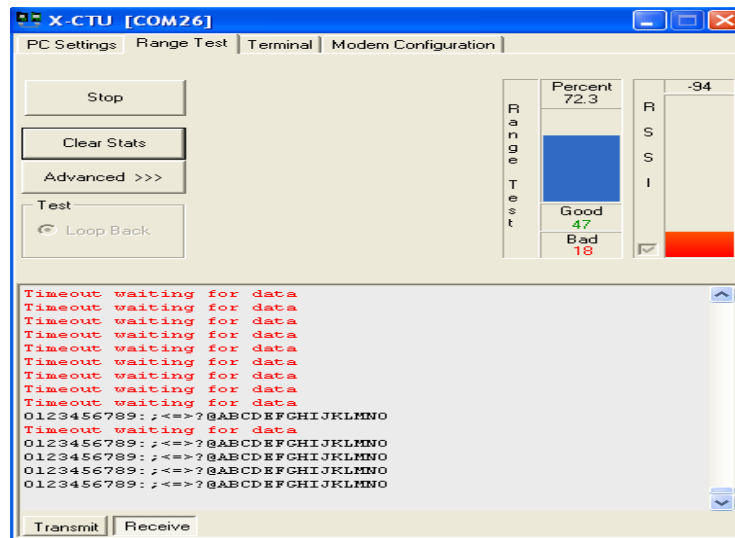 X-CTU [COM26]
PC Settings Range Test Terminal Modem Configuration
Stop
Clear Stats
Advanced >>>
Test
Loop Back
Range Test
Percent
72.3
Good
47
Bad
18
RSSI
-94
Timeout waiting for data
Timeout waiting for data
Timeout waiting for data
Timeout waiting for data
Timeout waiting for data
Timeout waiting for data
Timeout waiting for data
Timeout waiting for data
Timeout waiting for data
0123456789:;<=>?@ABCDEFGHIJKLMNO
Timeout waiting for data
0123456789:;<=>?@ABCDEFGHIJKLMNO
0123456789:;<=>?@ABCDEFGHIJKLMNO
0123456789:;<=>?@ABCDEFGHIJKLMNO
0123456789:;<=>?@ABCDEFGHIJKLMNO
Transmit Receive